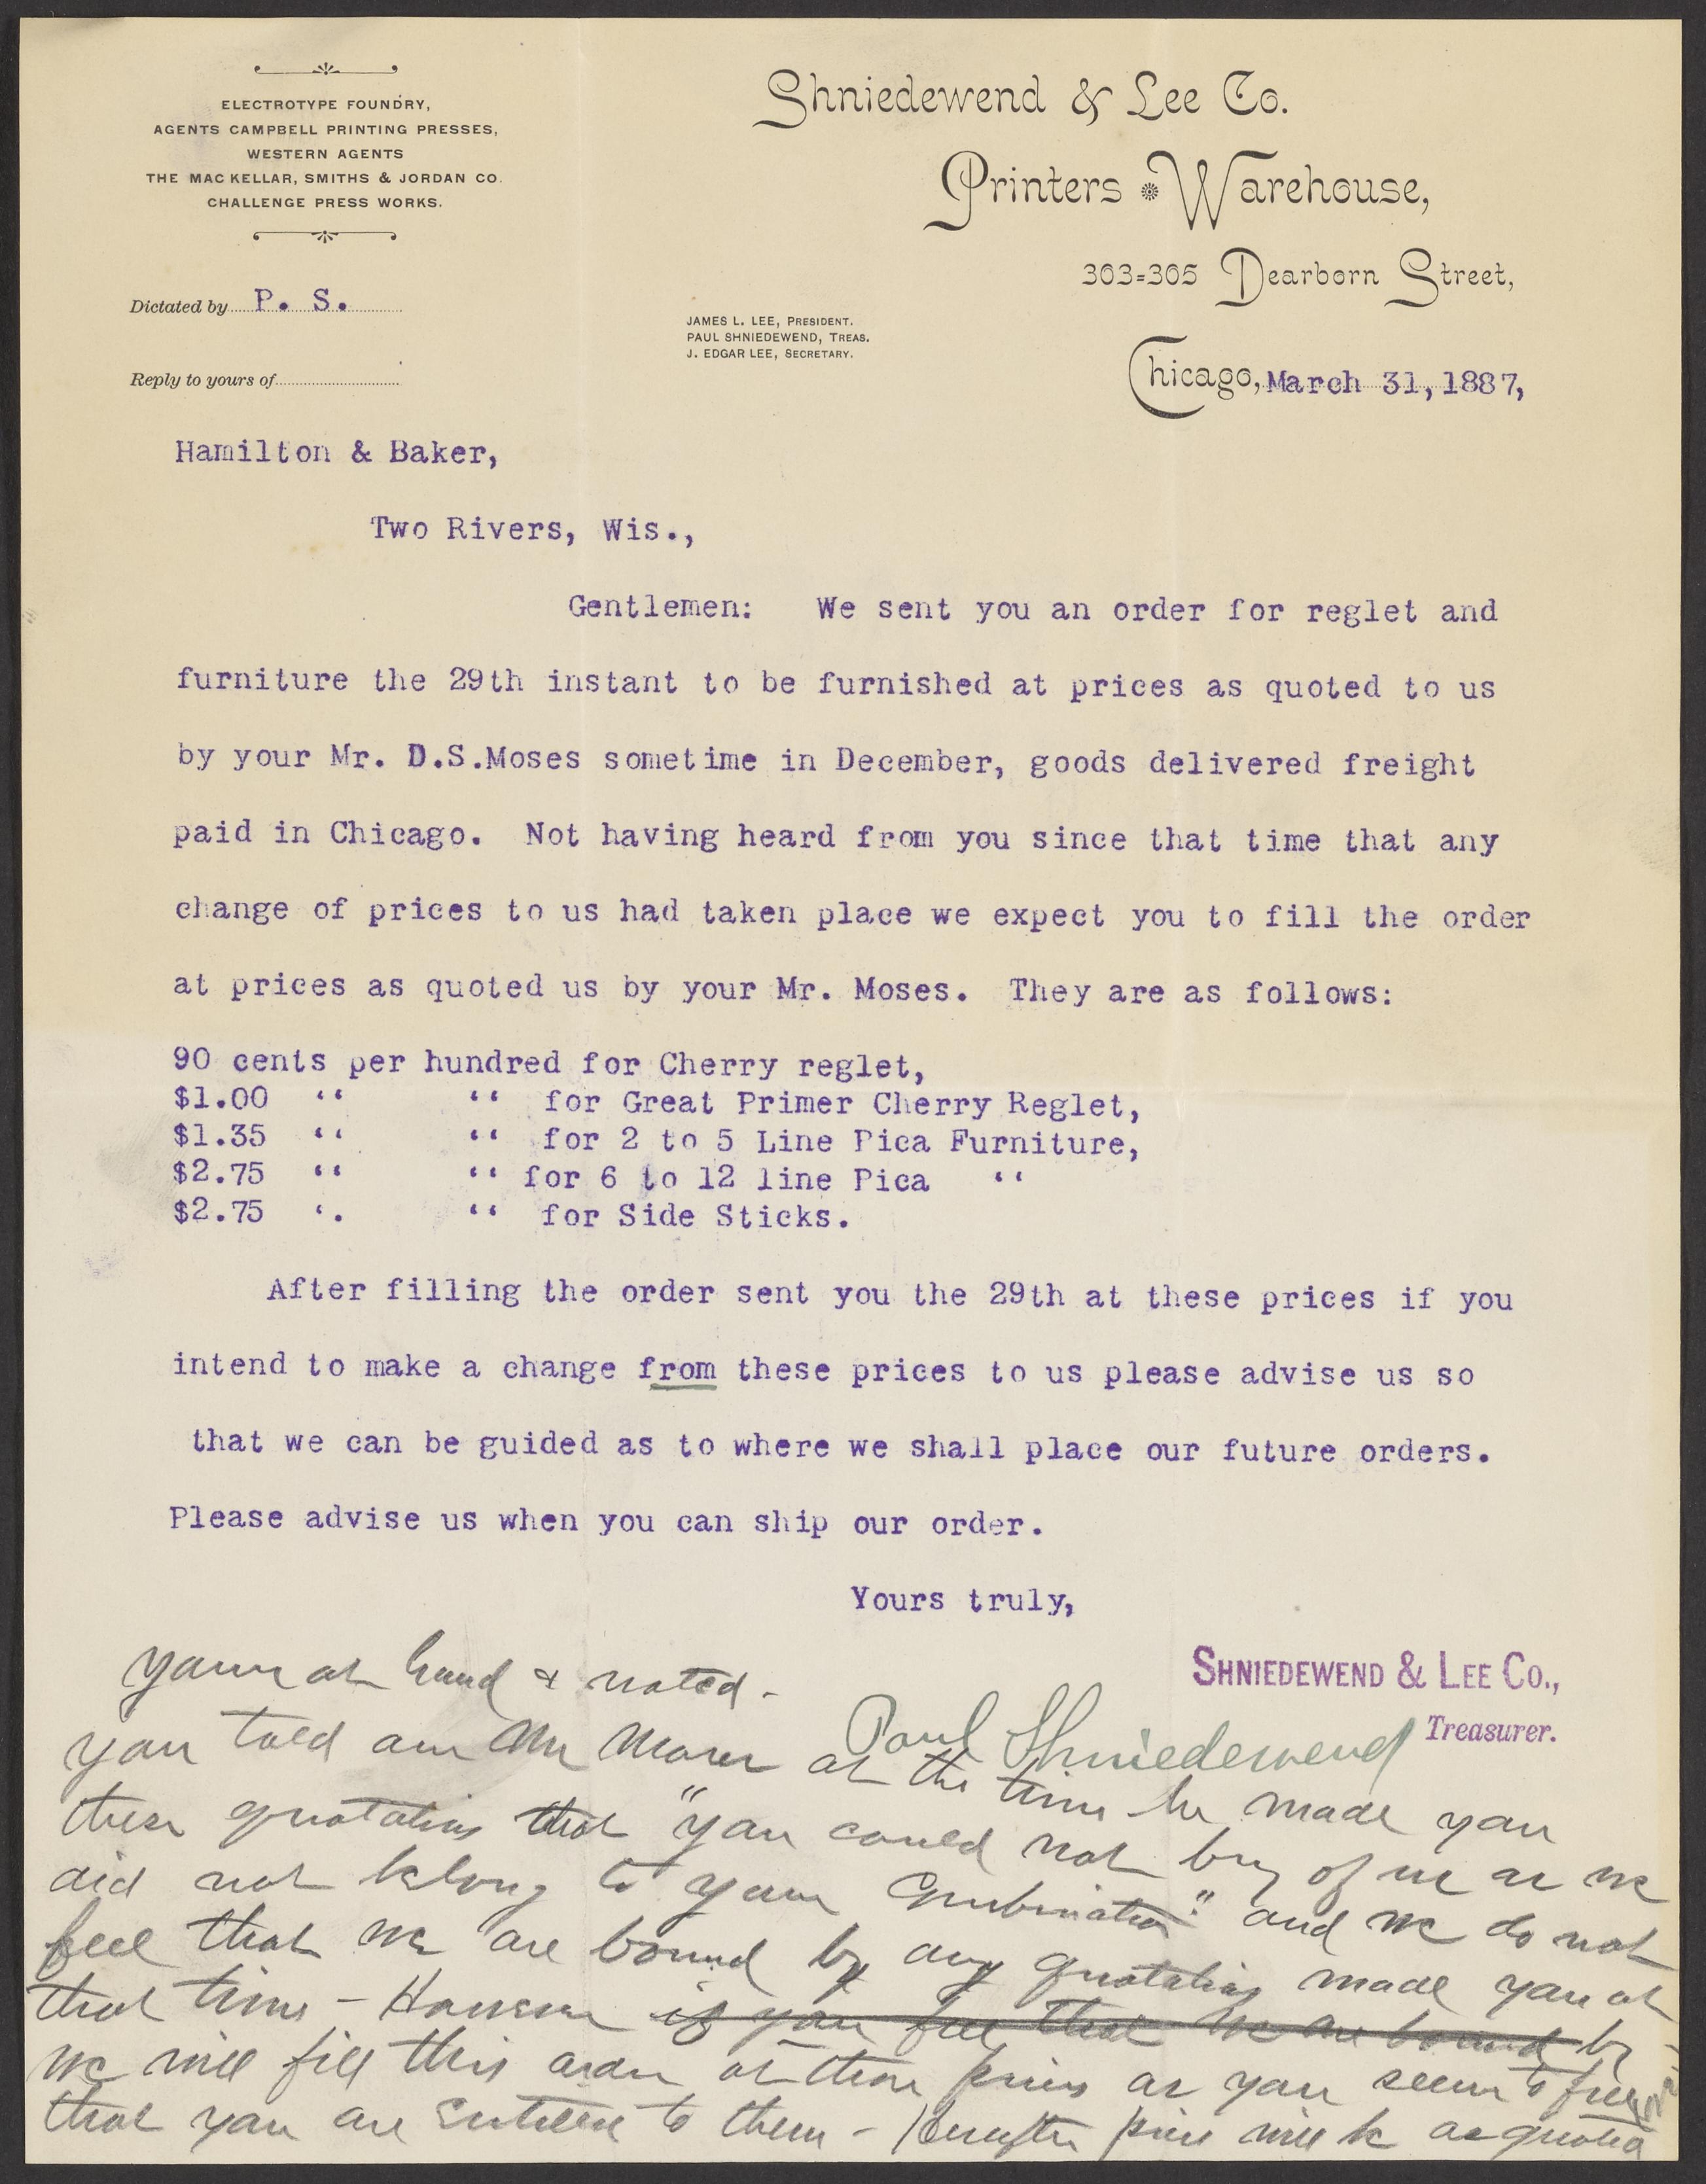 ELECTROTYPE FOUNDRY,
AGENTS CAMPBELL PRINTING PRESSES,
WESTERN AGENTS
THE MAC KELLAR, SMITHS & JORDAN CO.
CHALLENGE PRESS WORKS.
Shniedewend & Lee Co.
Printers Warehouse,
303=305 Dearborn Street,
Dictated by P. S.
JAMES L. LEE, PRESIDENT.
PAUL SHNIEDEWEND, TREAS.
J. EDGAR LEE, SECRETARY.
Reply to yours of
Chicago, March 31, 1887,
Hamilton & Baker,
Two Rivers, Wis.,
Gentlemen: We sent you an order for reglet and
furniture the 29th instant to be furnished at prices as quoted to us
by your Mr. D.S.Moses sometime in December, goods delivered freight
paid in Chicago. Not having heard from you since that time that any
change of prices to us had taken place we expect you to fill the order
at prices as quoted us by your Mr. Moses. They are as follows:
90 cents per hundred for Cherry reglet,
$1.00 “ “ for Great Primer Cherry Reglet,
$1.35 “ “ for 2 to 5 Line Pica Furniture,
$2.75 “ “ for 6 to 12 line Pica “
$2.75 “ “ for Side Sticks.
After filling the order sent you the 29th at these prices if you
intend to make a change from these prices to us please advise us so
that we can be guided as to where we shall place our future orders.
Please advise us when you can ship our order.
Yours truly,
SHNIEDEWEND & LEE CO.,
Paul Shniedewend Treasurer.
Yours at hand & noted -
you told our Mr Moses at the time he made you
these quotations that "you could not buy of us as we
did not belong to your Combination" and we do not
feel that we are bound by any quotations made you at
that time - However if you feel that we are bound by
we will fill this order at these prices as you seem to feel
that you are entitled to them - Hereafter price will be as quoted